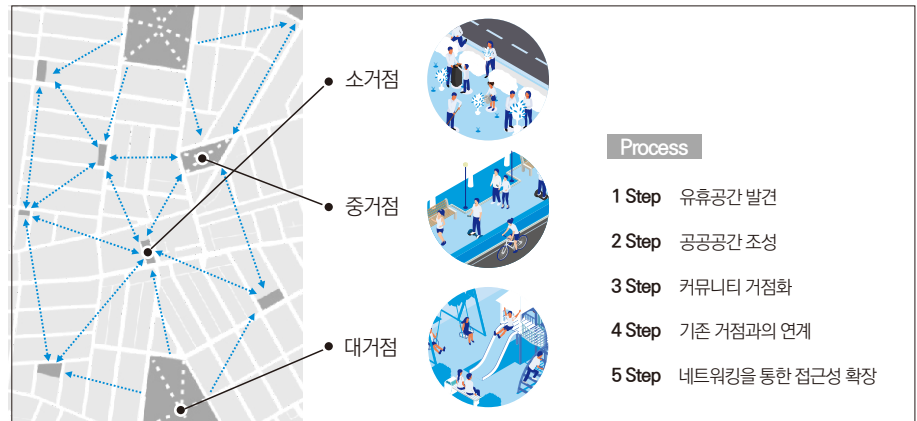 소거점
중거점
대거점
Process
1 Step 유휴공간 발견
2 Step 공공공간 조성
3 Step 커뮤니티 거점화
4 Step 기존 거점과의 연계
5 Step 네트워킹을 통한 접근성 확장